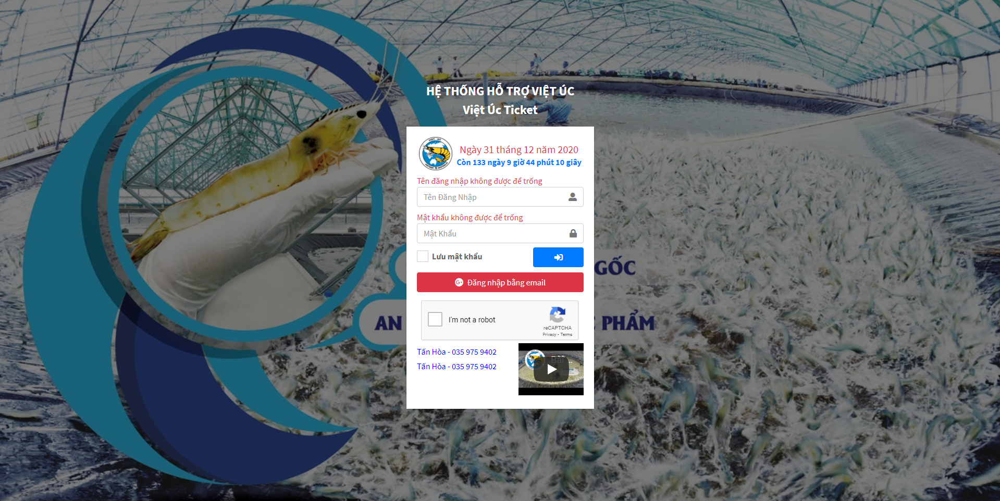 HỆ THỐNG HỖ TRỢ VIỆT ÚC
Việt Úc Ticket
VIỆT - ÚC
Ngày 31 tháng 12 năm 2020
Còn 133 ngày 9 giờ 44 phút 10 giây
Tên đăng nhập không được để trống
Tên Đăng Nhập
Mật khẩu không được để trống
Mật Khẩu
Lưu mật khẩu
GỐC
Đăng nhập bằng email
I'm not a robot
reCAPTCHA
Privacy - Terms
AN
PHẨM
Tấn Hòa - 035 975 9402
Tấn Hòa - 035 975 9402